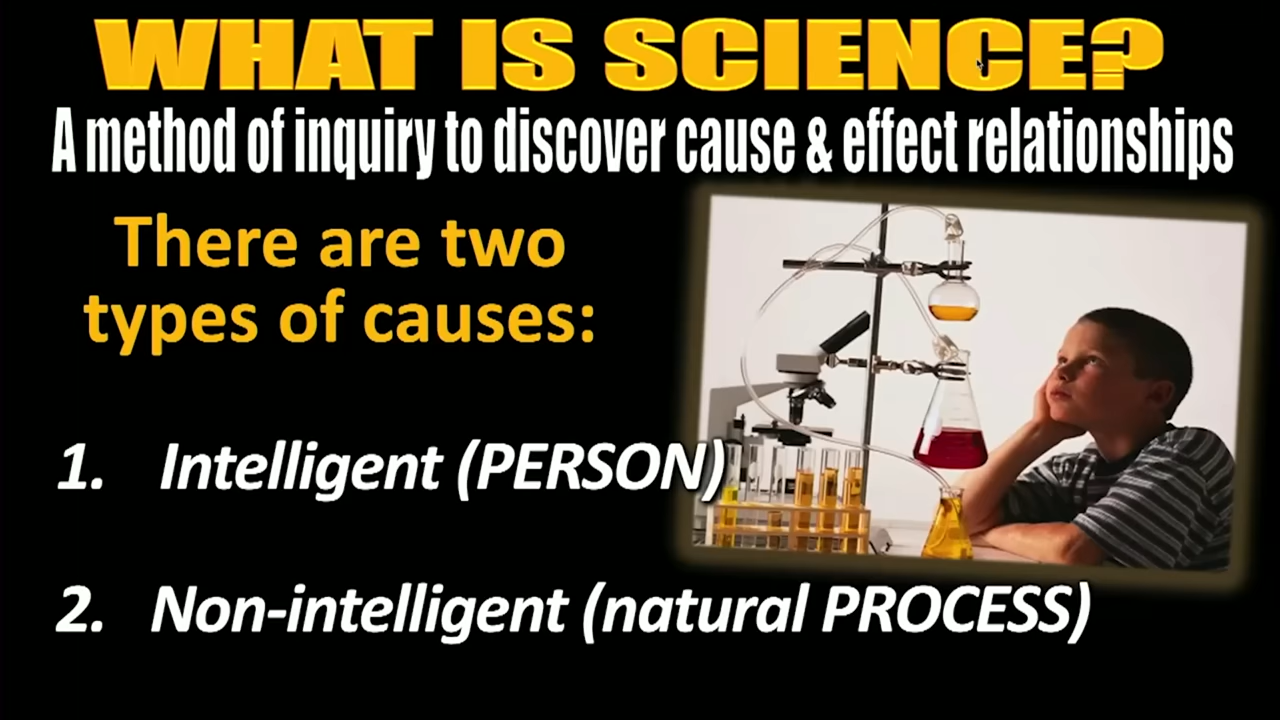 WHAT IS SCIENCE?
A method of inquiry to discover cause & effect relationships
There are two
types of causes:
1. Intelligent (PERSON)
2. Non-intelligent (natural PROCESS)